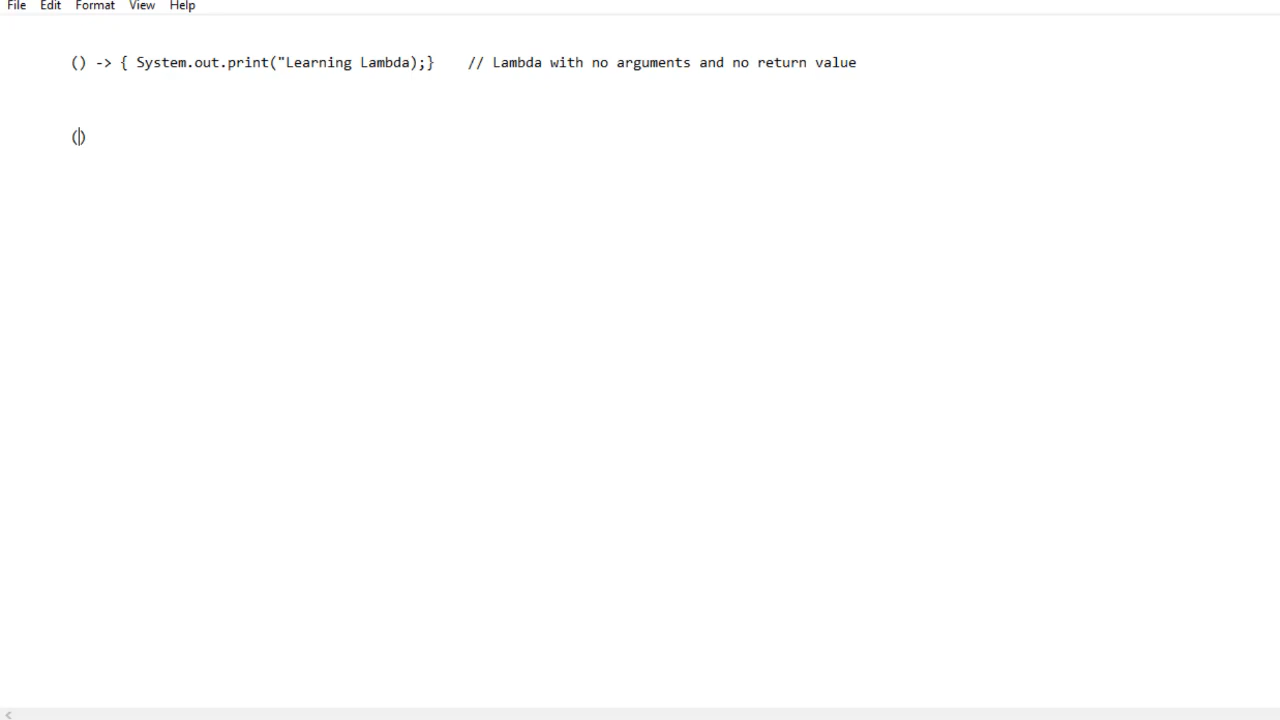 File Edit Format View Help
() -> { System.out.print("Learning Lambda);} // Lambda with no arguments and no return value
()